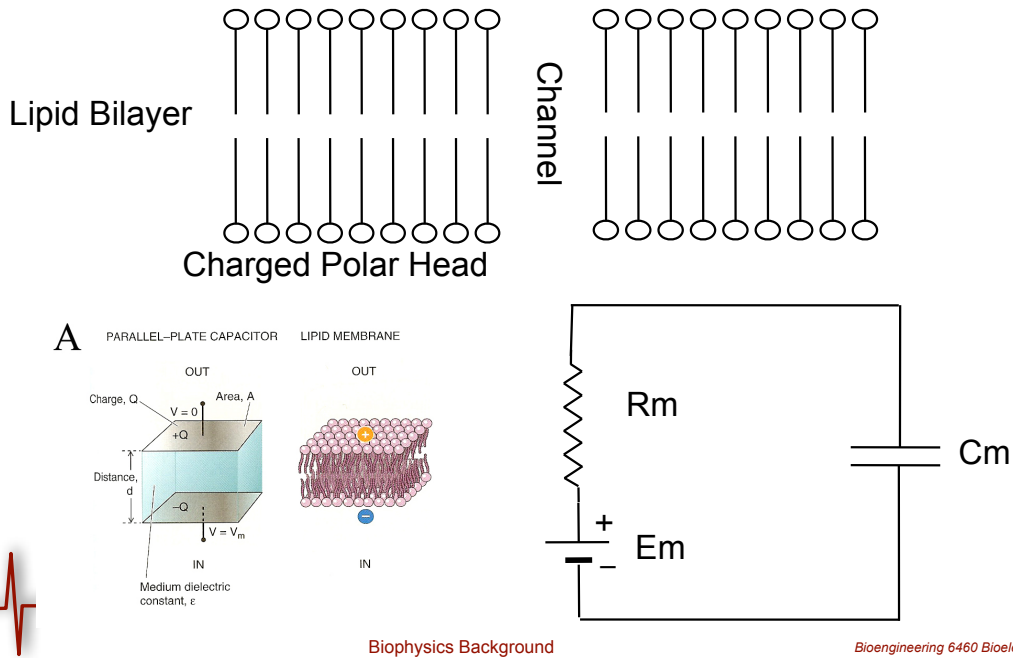 Lipid Bilayer
Channel
Charged Polar Head
A
PARALLEL–PLATE CAPACITOR
LIPID MEMBRANE
OUT
OUT
Charge, Q
Area, A
V = 0
+Q
+
Distance,
d
–Q
–
V = Vm
IN
IN
Medium dielectric
constant, ε
Rm
Cm
+
Em
–
Biophysics Background
Bioengineering 6460 Bioel